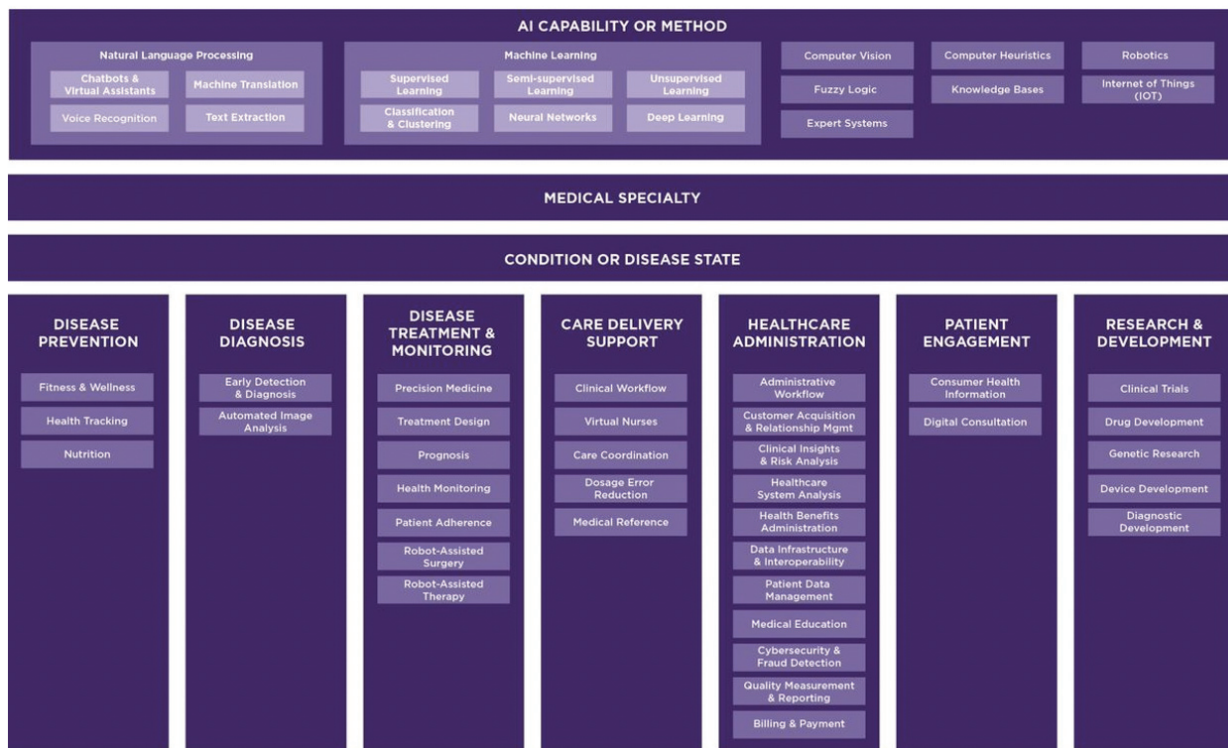 AI CAPABILITY OR METHOD
Natural Language Processing
Chatbots &
Virtual Assistants
Machine Translation
Voice Recognition
Text Extraction
Machine Learning
Supervised
Learning
Semi-supervised
Learning
Unsupervised
Learning
Classification
& Clustering
Neural Networks
Deep Learning
Computer Vision
Computer Heuristics
Robotics
Fuzzy Logic
Knowledge Bases
Internet of Things
(IOT)
Expert Systems
MEDICAL SPECIALTY
CONDITION OR DISEASE STATE
DISEASE
PREVENTION
Fitness & Wellness
Health Tracking
Nutrition
DISEASE
DIAGNOSIS
Early Detection
& Diagnosis
Automated Image
Analysis
DISEASE
TREATMENT &
MONITORING
Precision Medicine
Treatment Design
Prognosis
Health Monitoring
Patient Adherence
Robot-Assisted
Surgery
Robot-Assisted
Therapy
CARE DELIVERY
SUPPORT
Clinical Workflow
Virtual Nurses
Care Coordination
Dosage Error
Reduction
Medical Reference
HEALTHCARE
ADMINISTRATION
Administrative
Workflow
Customer Acquisition
& Relationship Mgmt
Clinical Insights
& Risk Analysis
Healthcare
System Analysis
Health Benefits
Administration
Data Infrastructure
& Interoperability
Patient Data
Management
Medical Education
Cybersecurity &
Fraud Detection
Quality Measurement
& Reporting
Billing & Payment
PATIENT
ENGAGEMENT
Consumer Health
Information
Digital Consultation
RESEARCH &
DEVELOPMENT
Clinical Trials
Drug Development
Genetic Research
Device Development
Diagnostic
Development